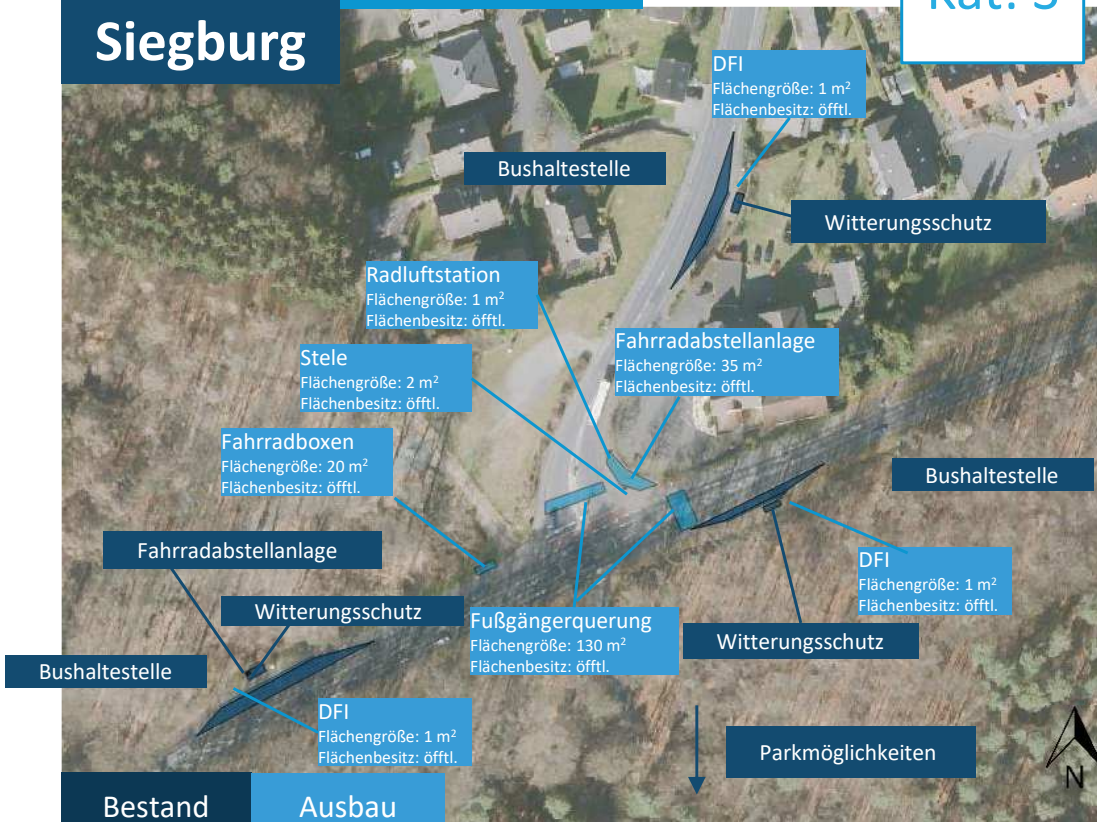 Siegburg
Kat. S
DFI
Flächengröße: 1 m²
Flächenbesitz: öfftl.
Bushaltestelle
Witterungsschutz
Radluftstation
Flächengröße: 1 m²
Flächenbesitz: öfftl.
Fahrradabstellanlage
Flächengröße: 35 m²
Flächenbesitz: öfftl.
Stele
Flächengröße: 2 m²
Flächenbesitz: öfftl.
Fahrradboxen
Flächengröße: 20 m²
Flächenbesitz: öfftl.
Bushaltestelle
Fahrradabstellanlage
DFI
Flächengröße: 1 m²
Flächenbesitz: öfftl.
Witterungsschutz
Fußgängerquerung
Flächengröße: 130 m²
Flächenbesitz: öfftl.
Witterungsschutz
Bushaltestelle
DFI
Flächengröße: 1 m²
Flächenbesitz: öfftl.
Parkmöglichkeiten
N
Bestand
Ausbau